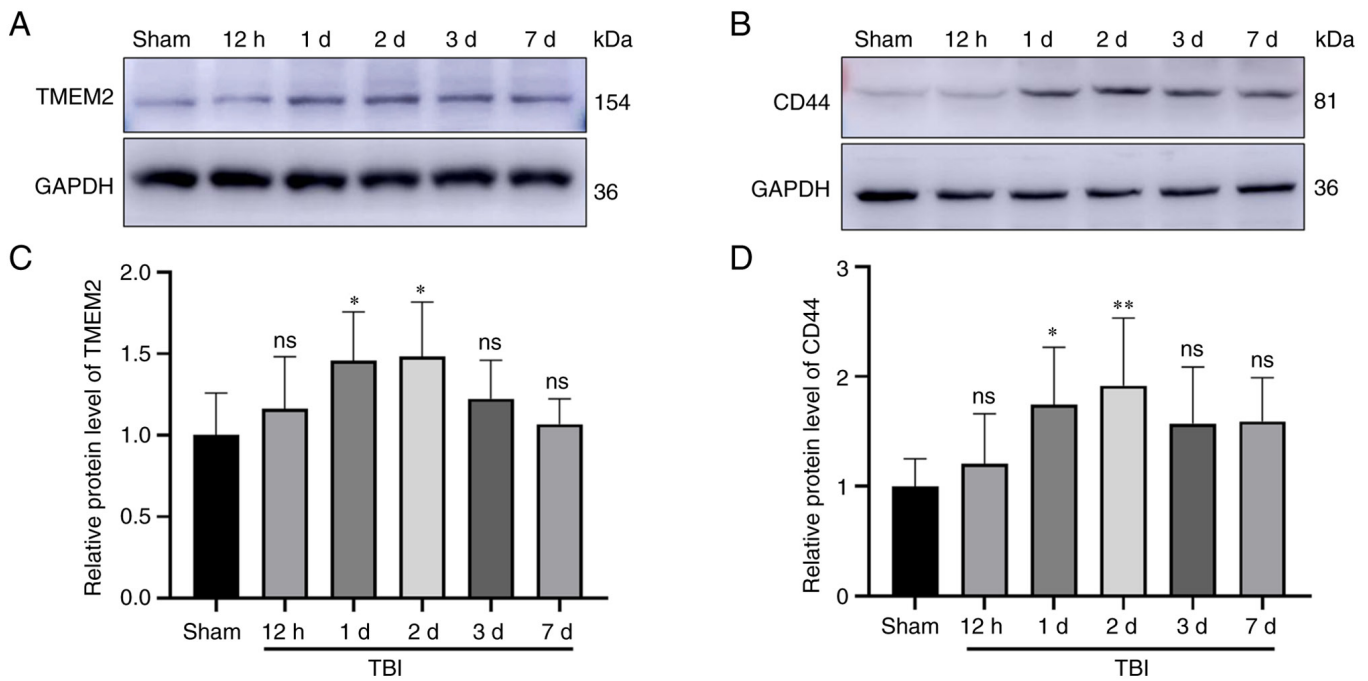 A
Sham 12 h 1 d 2 d 3 d 7 d kDa
TMEM2 154
GAPDH 36
B
Sham 12 h 1 d 2 d 3 d 7 d kDa
CD44 81
GAPDH 36
C
Relative protein level of TMEM2
2.0
1.5
1.0
0.5
0.0
ns * * ns ns
Sham 12 h 1 d 2 d 3 d 7 d
TBI
D
Relative protein level of CD44
3
2
1
0
ns * ** ns ns
Sham 12 h 1 d 2 d 3 d 7 d
TBI